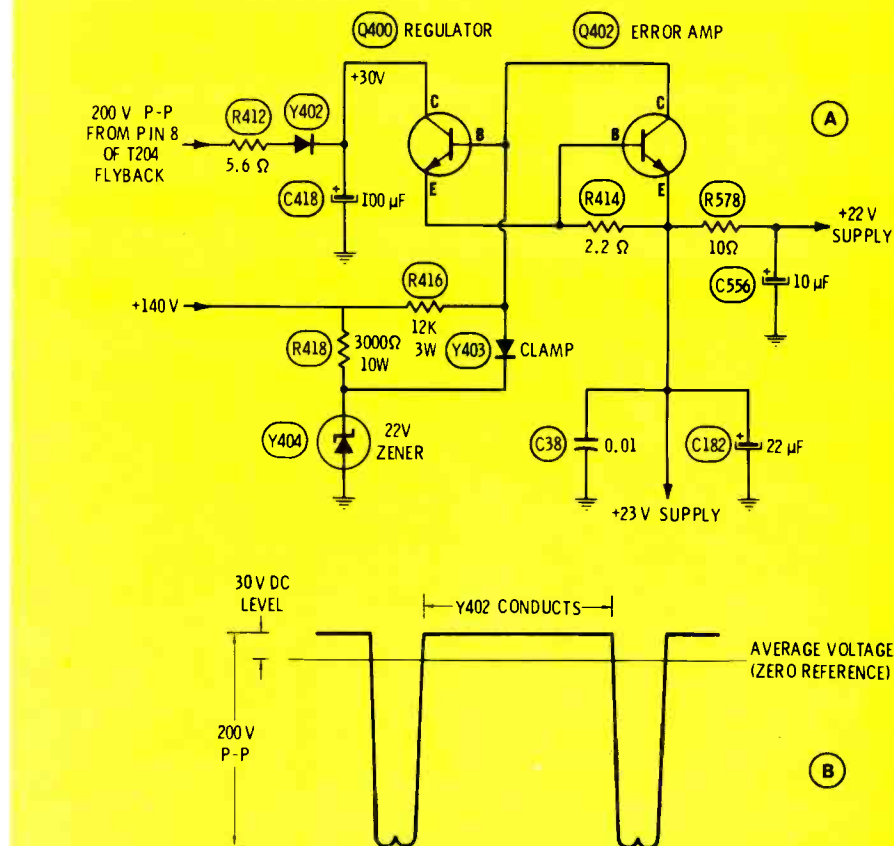 Q400 REGULATOR
Q402 ERROR AMP
+30V
C
B
E
C
B
E
A
200 V P-P
FROM PIN 8
OF T204
FLYBACK
R412
5.6 Ω
Y402
C418
+
100 µF
R414
2.2 Ω
R578
10Ω
+22 V
SUPPLY
C556
+
10 µF
+140 V
R416
12K
3W
R418
3000Ω
10W
Y403
CLAMP
Y404
22V
ZENER
C38
0.01
C182
+
22 µF
+23 V SUPPLY
30 V DC
LEVEL
Y402 CONDUCTS
AVERAGE VOLTAGE
(ZERO REFERENCE)
200 V
P-P
B